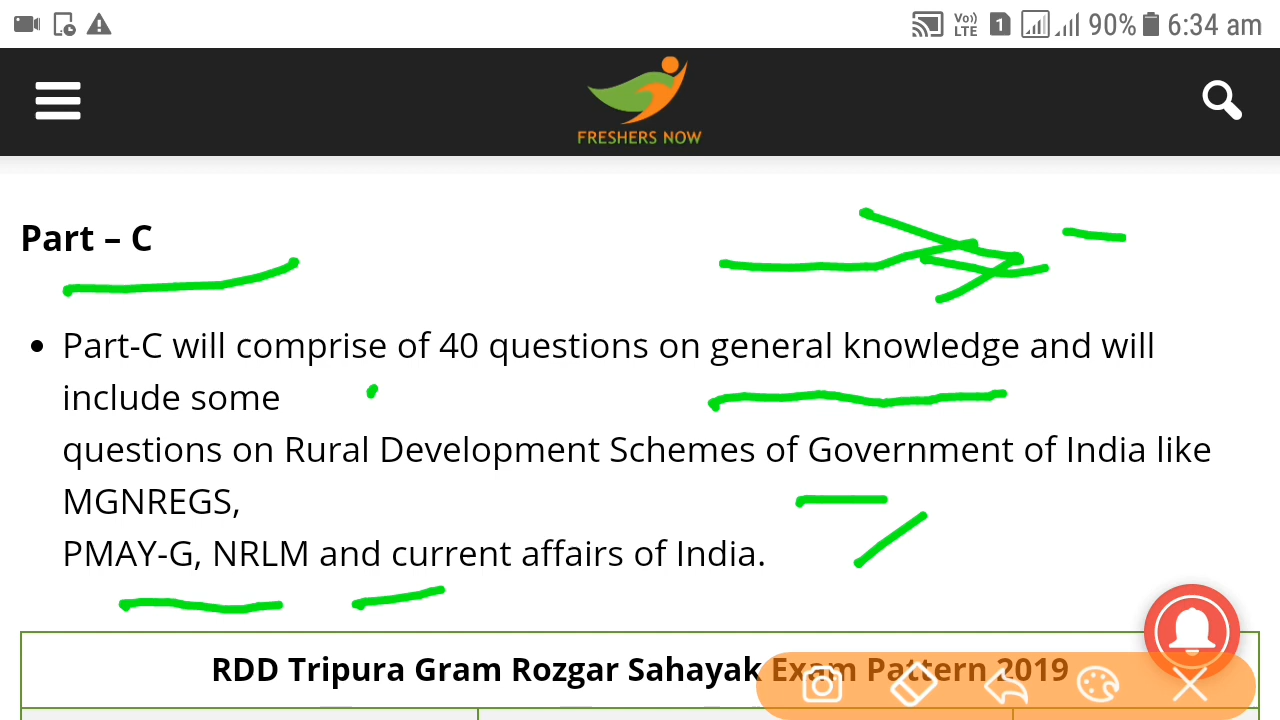 Vo) LTE 1 90% 6:34 am
FRESHERS NOW
Part – C
• Part-C will comprise of 40 questions on general knowledge and will
include some
questions on Rural Development Schemes of Government of India like
MGNREGS,
PMAY-G, NRLM and current affairs of India.
RDD Tripura Gram Rozgar Sahayak Exam Pattern 2019